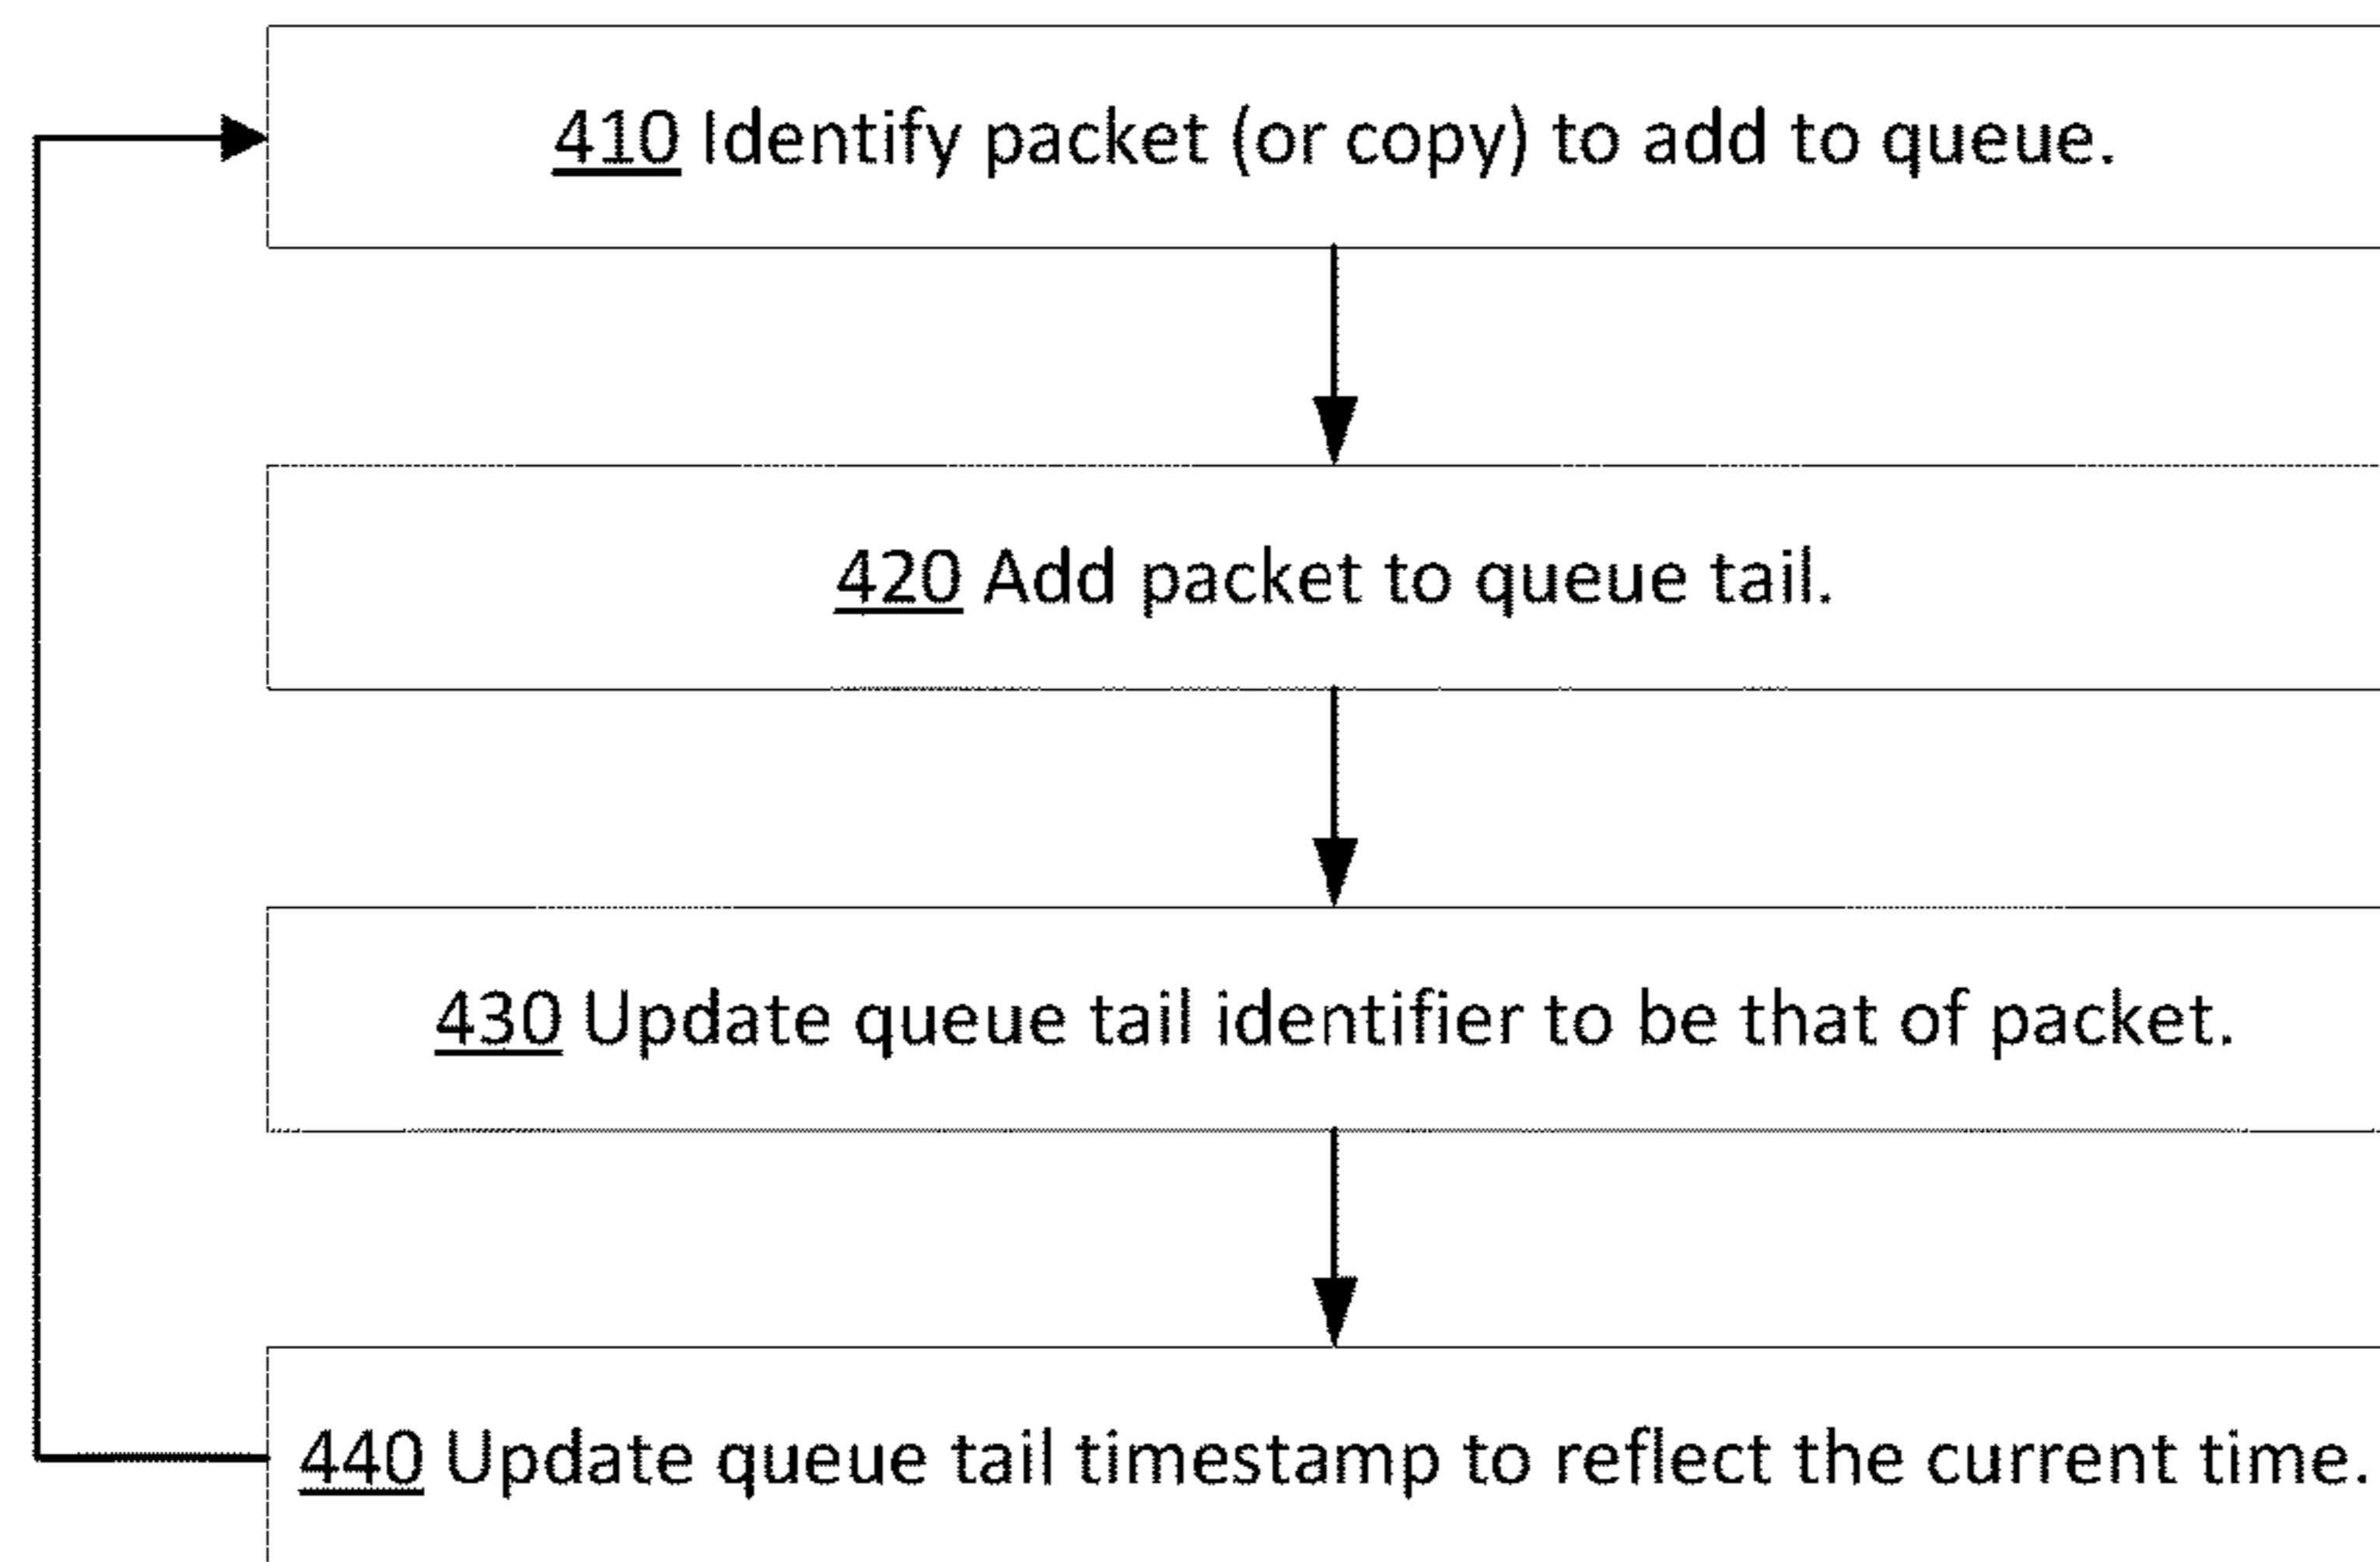 410 Identify packet (or copy) to add to queue.
420 Add packet to queue tail.
430 Update queue tail identifier to be that of packet.
440 Update queue tail timestamp to reflect the current time.